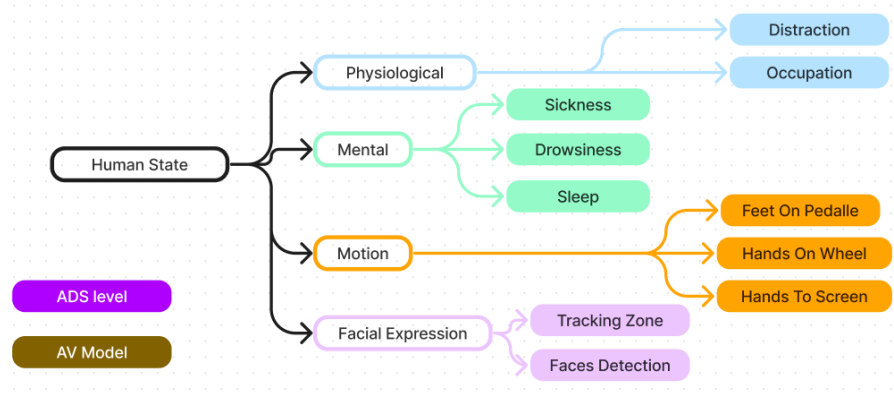 Distraction
Physiological
Occupation
Sickness
Human State
Mental
Drowsiness
Sleep
Feet On Pedalle
Motion
Hands On Wheel
ADS level
Hands To Screen
Facial Expression
Tracking Zone
AV Model
Faces Detection